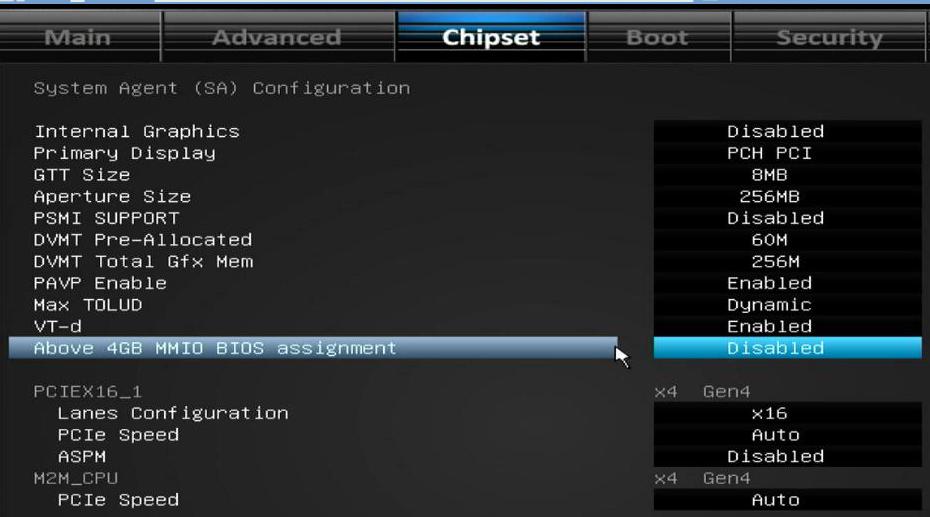 Main Advanced Chipset Boot Security
System Agent (SA) Configuration
Internal Graphics Disabled
Primary Display PCH PCI
GTT Size 8MB
Aperture Size 256MB
PSMI SUPPORT Disabled
DVMT Pre-Allocated 60M
DVMT Total Gfx Mem 256M
PAVP Enable Enabled
Max TOLUD Dynamic
VT-d Enabled
Above 4GB MMIO BIOS assignment Disabled
PCIEX16_1 x4 Gen4
Lanes Configuration x16
PCIe Speed Auto
ASPM Disabled
M2M_CPU x4 Gen4
PCIe Speed Auto